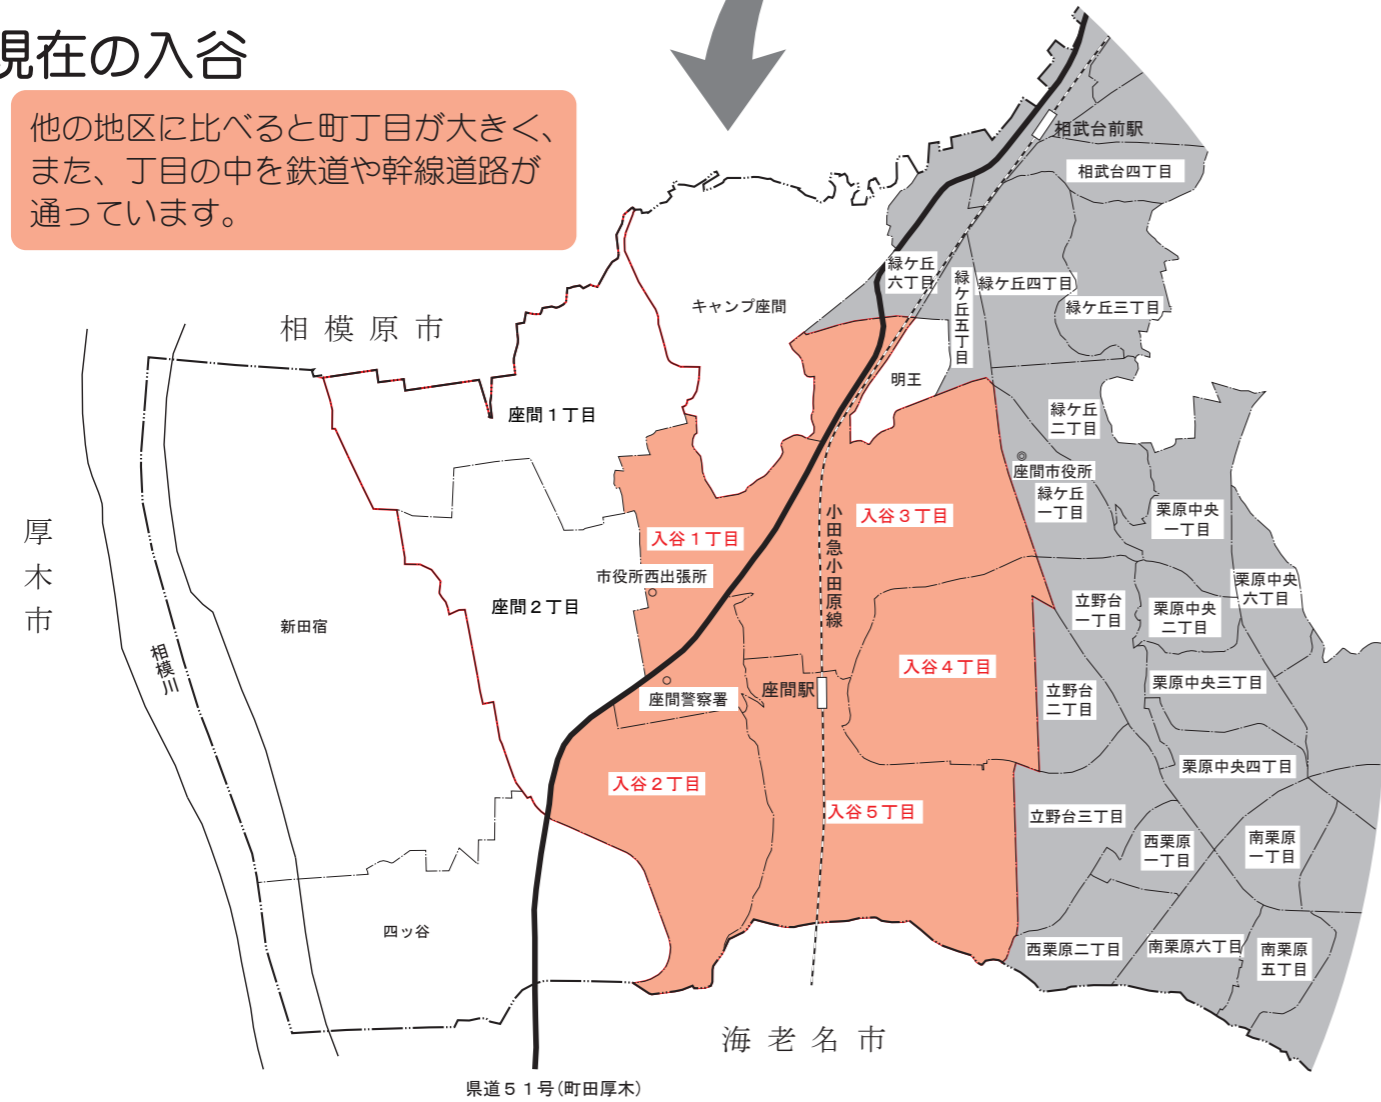 現在の入谷
他の地区に比べると町丁目が大きく、
また、丁目の中を鉄道や幹線道路が
通っています。
相武台前駅
相武台四丁目
緑ケ丘
六丁目
緑ケ丘五丁目
緑ケ丘四丁目
緑ケ丘三丁目
キャンプ座間
相模原市
明王
座間1丁目
緑ケ丘
二丁目
座間市役所
緑ケ丘
一丁目
栗原中央
一丁目
小田急小田原線
入谷3丁目
入谷1丁目
厚木市
市役所西出張所
座間2丁目
新田宿
相模川
立野台
一丁目
栗原中央
二丁目
栗原中央
六丁目
入谷4丁目
座間駅
座間警察署
立野台
二丁目
栗原中央三丁目
栗原中央四丁目
入谷2丁目
入谷5丁目
立野台三丁目
西栗原
一丁目
南栗原
一丁目
四ッ谷
西栗原二丁目
南栗原六丁目
南栗原
五丁目
海老名市
県道51号(町田厚木)